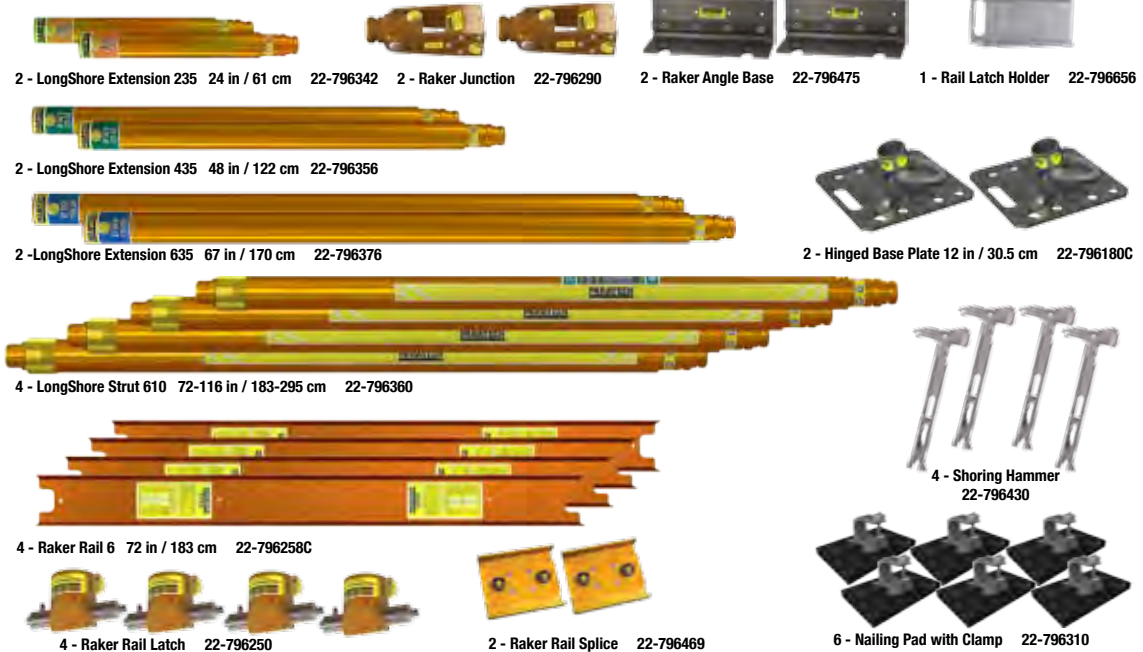 2 - LongShore Extension 235 24 in / 61 cm 22-796342
2 - Raker Junction 22-796290
2 - Raker Angle Base 22-796475
1 - Rail Latch Holder 22-796656
2 - LongShore Extension 435 48 in / 122 cm 22-796356
2 -LongShore Extension 635 67 in / 170 cm 22-796376
2 - Hinged Base Plate 12 in / 30.5 cm 22-796180C
4 - LongShore Strut 610 72-116 in / 183-295 cm 22-796360
4 - Shoring Hammer
22-796430
4 - Raker Rail 6 72 in / 183 cm 22-796258C
4 - Raker Rail Latch 22-796250
2 - Raker Rail Splice 22-796469
6 - Nailing Pad with Clamp 22-796310